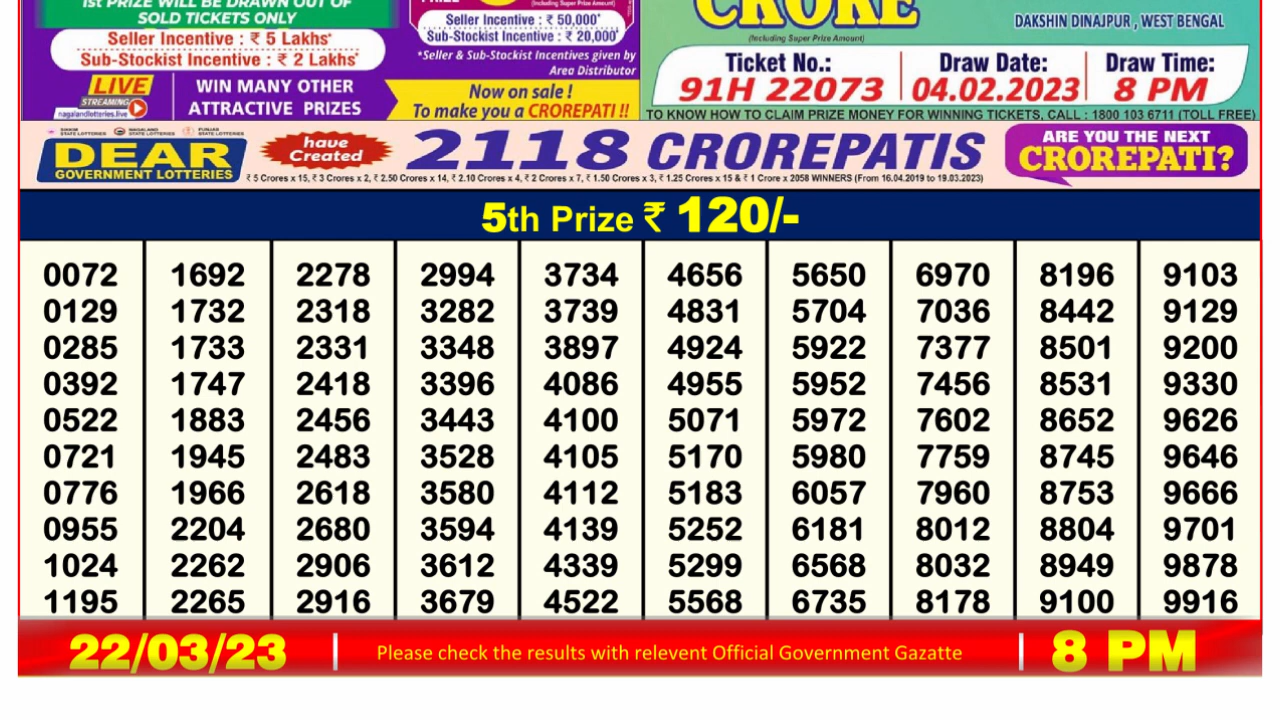 1st PRIZE WILL BE DRAWN OUT OF
SOLD TICKETS ONLY
Seller Incentive : ₹ 5 Lakhs*
Sub-Stockist Incentive : ₹ 2 Lakhs*
LIVE
STREAMING
nagalandlotteries.live
WIN MANY OTHER
ATTRACTIVE PRIZES
PRIZE
(Including Super Prize Amount)
Seller Incentive : ₹ 50,000*
Sub-Stockist Incentive : ₹ 20,000*
*Seller & Sub-Stockist Incentives given by
Area Distributor
Now on sale !
To make you a CROREPATI !!
CRORE
(Including Super Prize Amount)
DAKSHIN DINAJPUR , WEST BENGAL
Ticket No.: Draw Date: Draw Time:
91H 22073 04.02.2023 8 PM
TO KNOW HOW TO CLAIM PRIZE MONEY FOR WINNING TICKETS, CALL : 1800 103 6711 (TOLL FREE)
SIKKIM STATE LOTTERIES NAGALAND STATE LOTTERIES PUNJAB STATE LOTTERIES
DEAR
GOVERNMENT LOTTERIES
have
Created
2118 CROREPATIS
₹ 5 Crores x 15, ₹ 3 Crores x 2, ₹ 2.50 Crores x 14, ₹ 2.10 Crores x 4, ₹ 2 Crores x 7, ₹ 1.50 Crores x 3, ₹ 1.25 Crores x 15 & ₹ 1 Crore x 2058 WINNERS (From 16.04.2019 to 19.03.2023)
ARE YOU THE NEXT
CROREPATI?
5th Prize ₹ 120/-
0072 1692 2278 2994 3734 4656 5650 6970 8196 9103
0129 1732 2318 3282 3739 4831 5704 7036 8442 9129
0285 1733 2331 3348 3897 4924 5922 7377 8501 9200
0392 1747 2418 3396 4086 4955 5952 7456 8531 9330
0522 1883 2456 3443 4100 5071 5972 7602 8652 9626
0721 1945 2483 3528 4105 5170 5980 7759 8745 9646
0776 1966 2618 3580 4112 5183 6057 7960 8753 9666
0955 2204 2680 3594 4139 5252 6181 8012 8804 9701
1024 2262 2906 3612 4339 5299 6568 8032 8949 9878
1195 2265 2916 3679 4522 5568 6735 8178 9100 9916
22/03/23 Please check the results with relevent Official Government Gazatte 8 PM